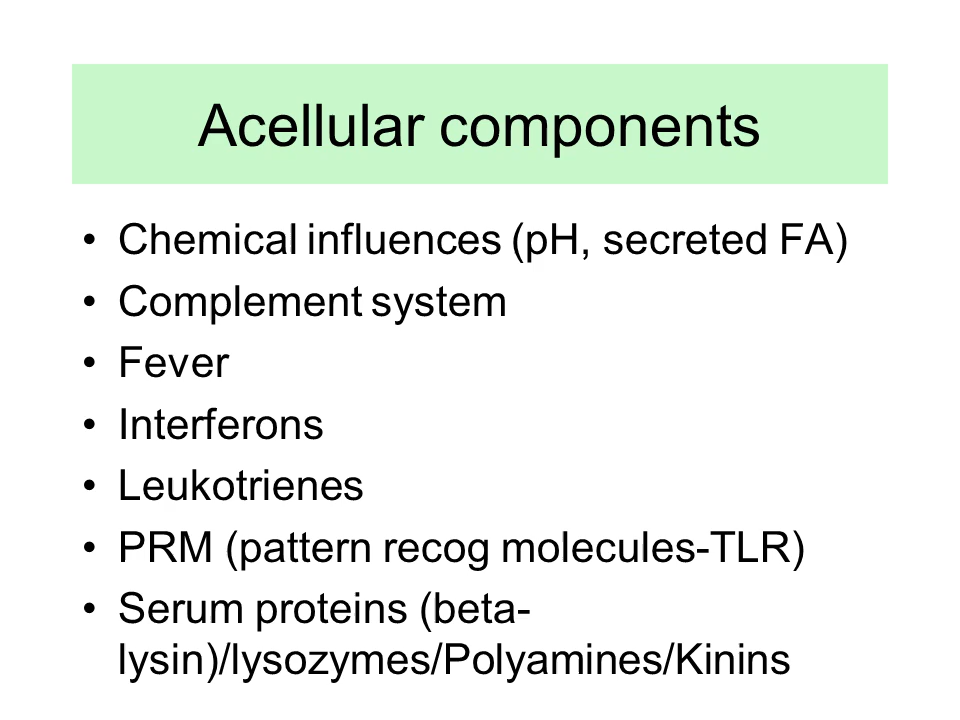 Acellular components
• Chemical influences (pH, secreted FA)
• Complement system
• Fever
• Interferons
• Leukotrienes
• PRM (pattern recog molecules-TLR)
• Serum proteins (beta-
lysin)/lysozymes/Polyamines/Kinins